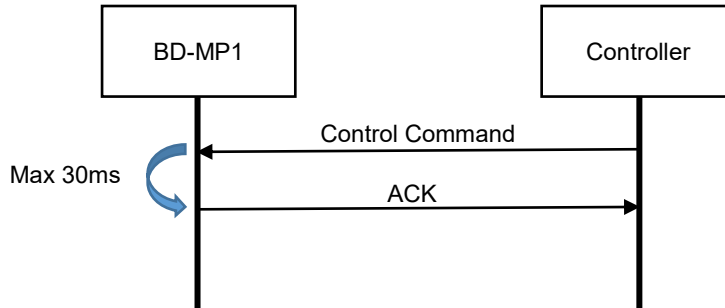 BD-MP1
Controller
Control Command
Max 30ms
ACK